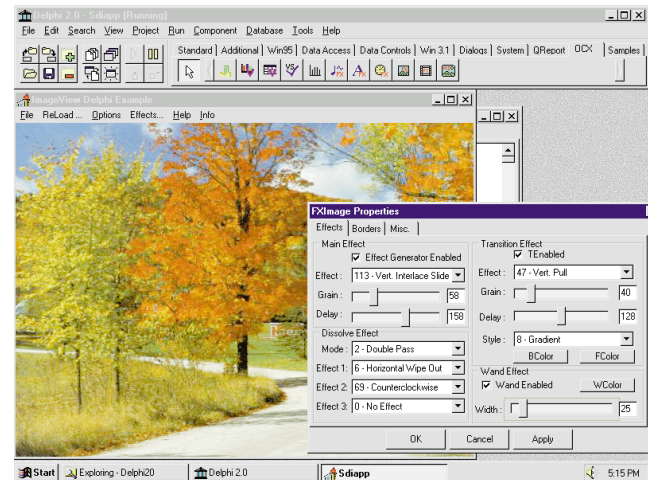 Delphi 2.0 - Sdiapp [Running]
File Edit Search View Project Run Component Database Tools Help
Standard Additional Win95 Data Access Data Controls Win 3.1 Dialogs System QReport OCX Samples
ImageView Delphi Example
File ReLoad... Options Effects... Help Info
FXImage Properties
Effects Borders Misc.
Main Effect
Effect Generator Enabled
Effect : 113 - Vert. Interlace Slide
Grain : 58
Delay : 158
Dissolve Effect
Mode : 2 - Double Pass
Effect 1: 6 - Horizontal Wipe Out
Effect 2: 69 - Counterclockwise
Effect 3: 0 - No Effect
Transition Effect
TEnabled
Effect : 47 - Vert. Pull
Grain : 40
Delay : 128
Style : 8 - Gradient
BColor FColor
Wand Effect
Wand Enabled WColor
Width : 25
OK Cancel Apply
Start Exploring - Delphi20 Delphi 2.0 Sdiapp 5:15 PM